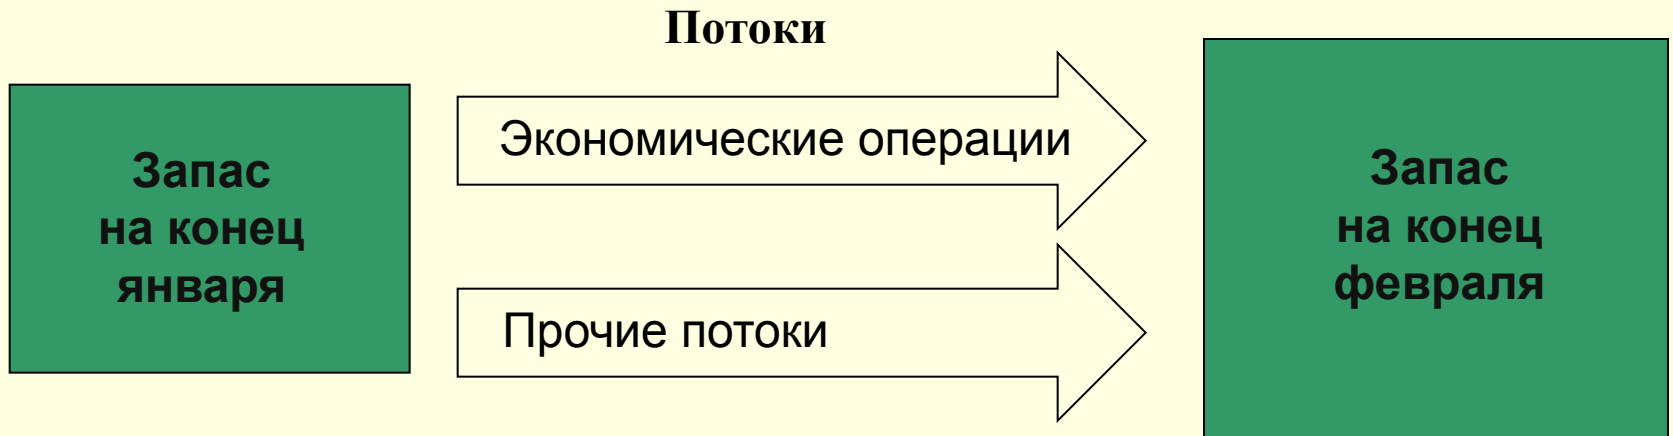 Потоки
Запас
на конец
января
Экономические операции
Прочие потоки
Запас
на конец
февраля